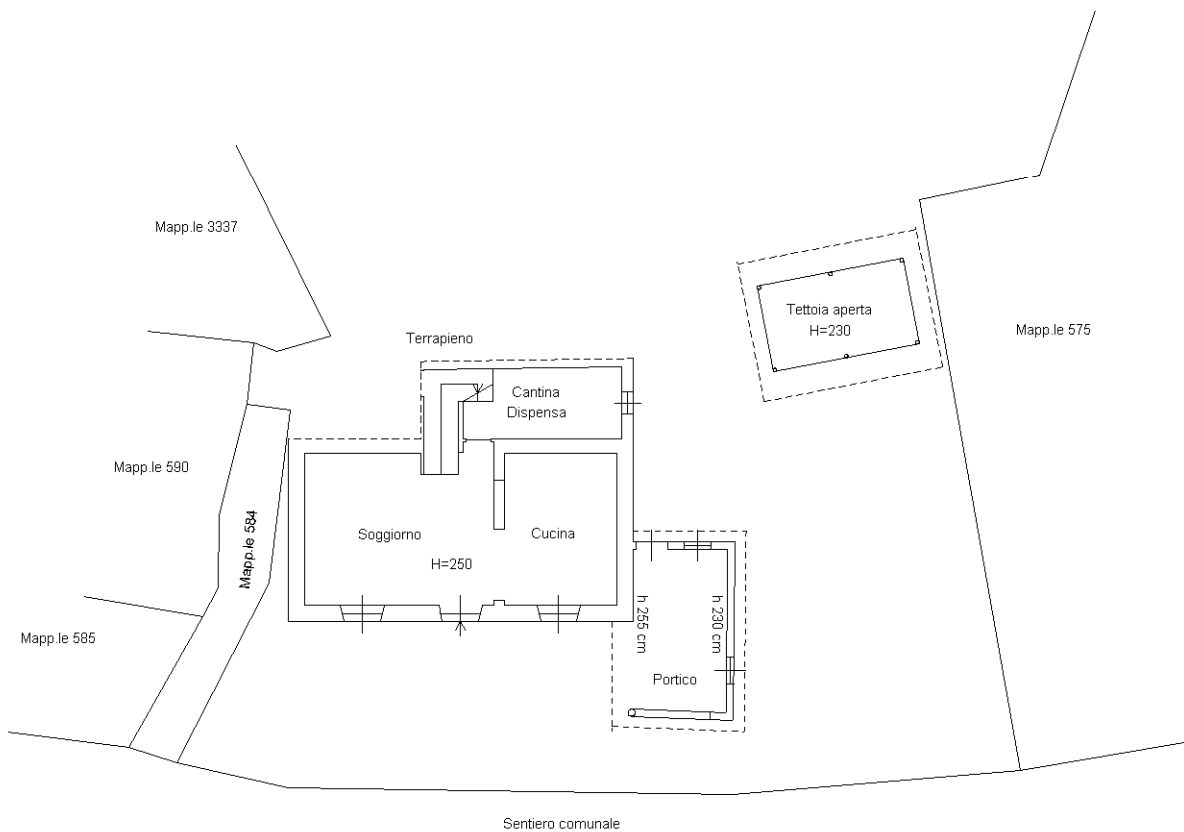 Mapp.le 3337
Tettoia aperta
H=230
Mapp.le 575
Terrapieno
Cantina
Dispensa
Mapp.le 590
Mapp.le 584
Soggiorno
Cucina
H=250
h 255 cm
h 230 cm
Mapp.le 585
Portico
Sentiero comunale